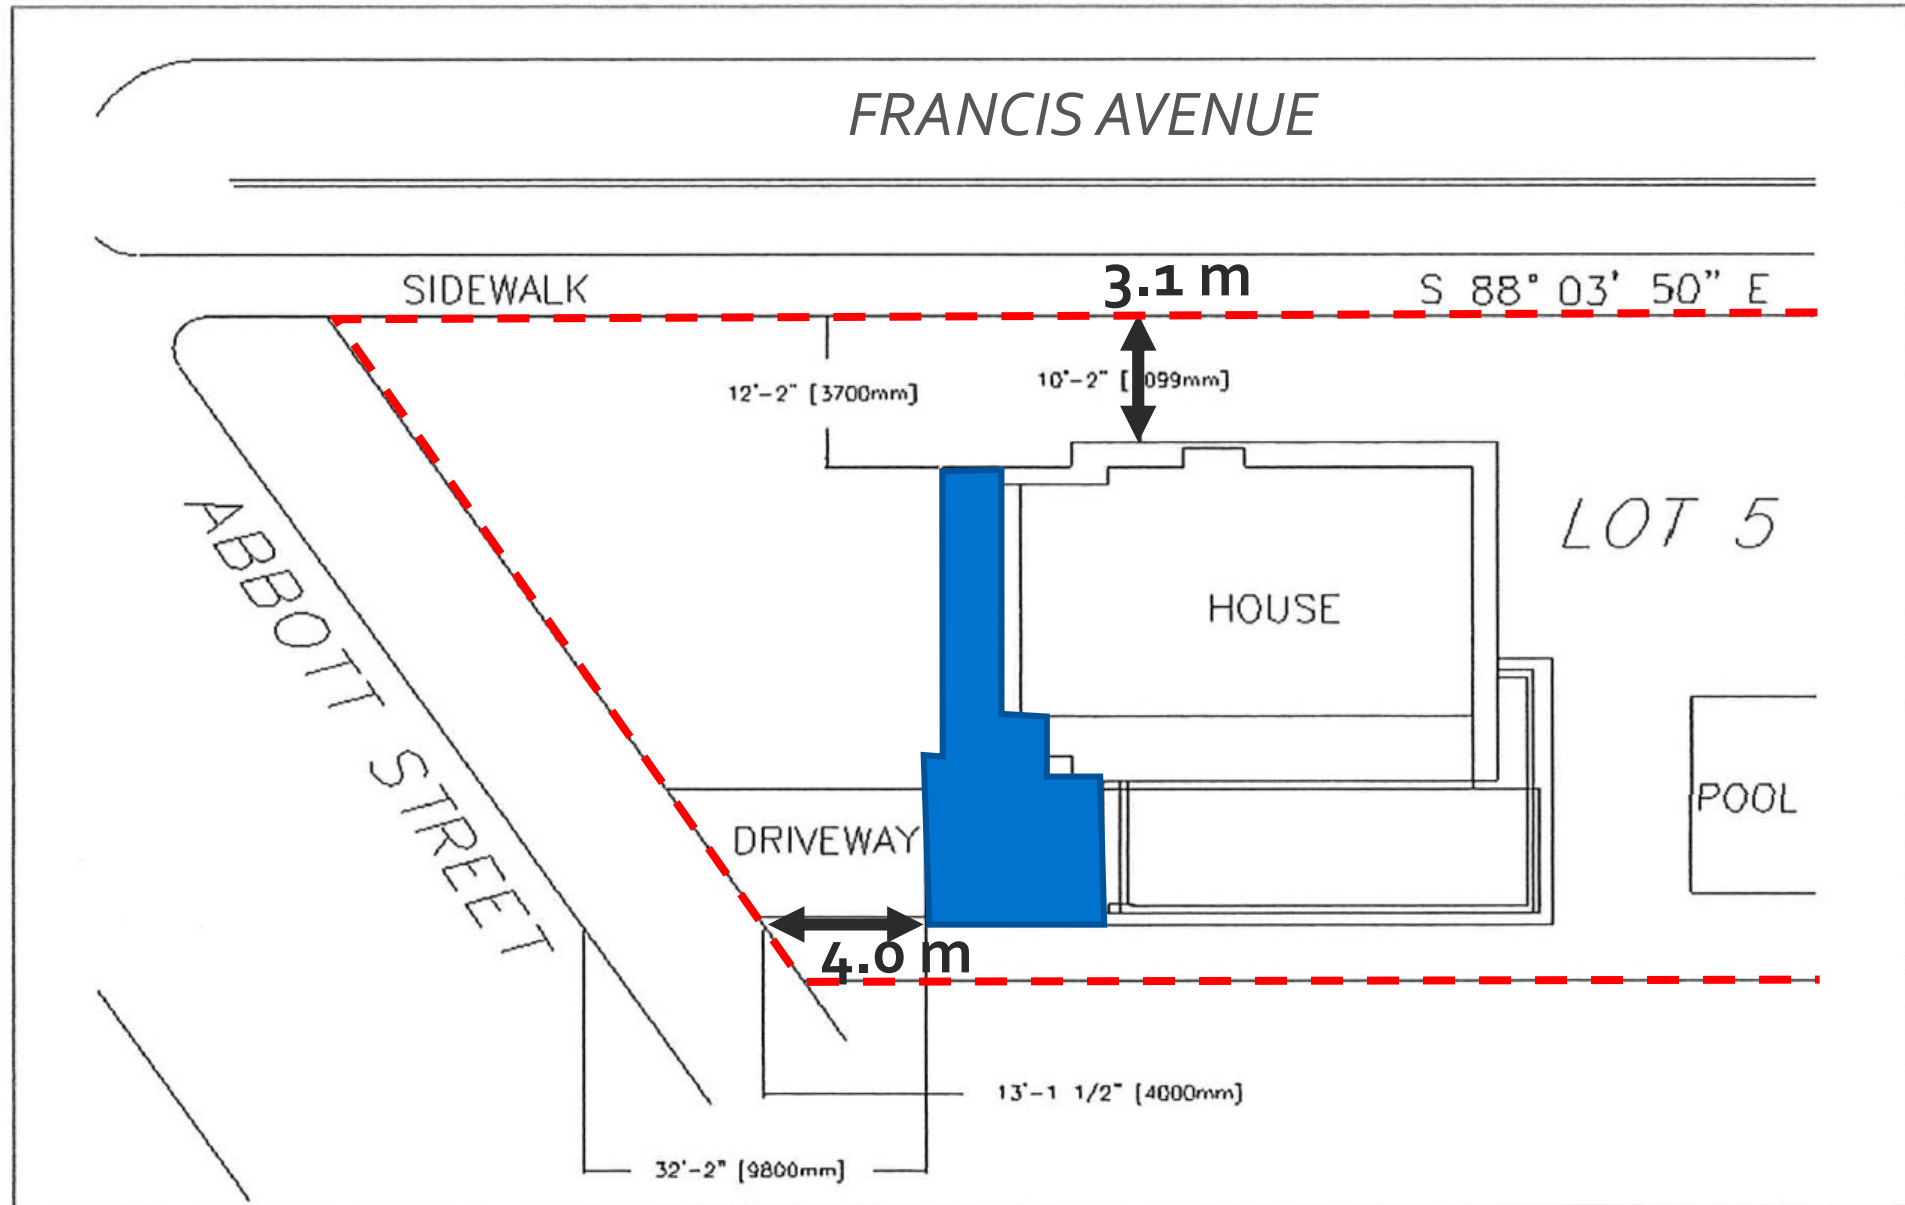 FRANCIS AVENUE
SIDEWALK
3.1 m
S 88° 03' 50" E
12'-2" [3700mm]
10'-2" [ 099mm]
ABBOTT STREET
LOT 5
HOUSE
POOL
DRIVEWAY
4.0 m
13'-1 1/2" [4000mm]
32'-2" [9800mm]